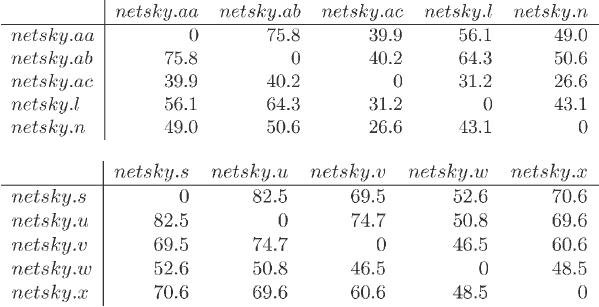 netsky.aa netsky.ab netsky.ac netsky.l netsky.n
netsky.aa 0 75.8 39.9 56.1 49.0
netsky.ab 75.8 0 40.2 64.3 50.6
netsky.ac 39.9 40.2 0 31.2 26.6
netsky.l 56.1 64.3 31.2 0 43.1
netsky.n 49.0 50.6 26.6 43.1 0
netsky.s netsky.u netsky.v netsky.w netsky.x
netsky.s 0 82.5 69.5 52.6 70.6
netsky.u 82.5 0 74.7 50.8 69.6
netsky.v 69.5 74.7 0 46.5 60.6
netsky.w 52.6 50.8 46.5 0 48.5
netsky.x 70.6 69.6 60.6 48.5 0